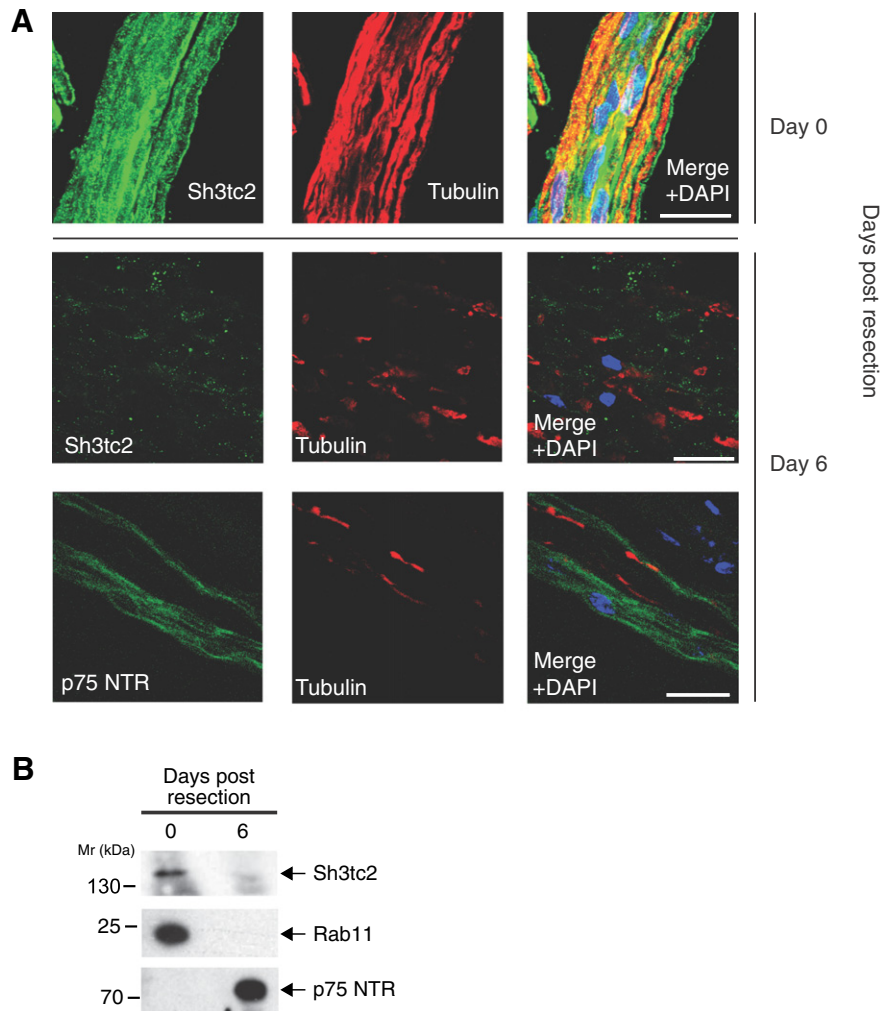 A
Sh3tc2
Tubulin
Merge
+DAPI
Day 0
Days post resection
Sh3tc2
Tubulin
Merge
+DAPI
Day 6
p75 NTR
Tubulin
Merge
+DAPI
B
Days post
resection
0 6
Mr (kDa)
130
Sh3tc2
25
Rab11
70
p75 NTR